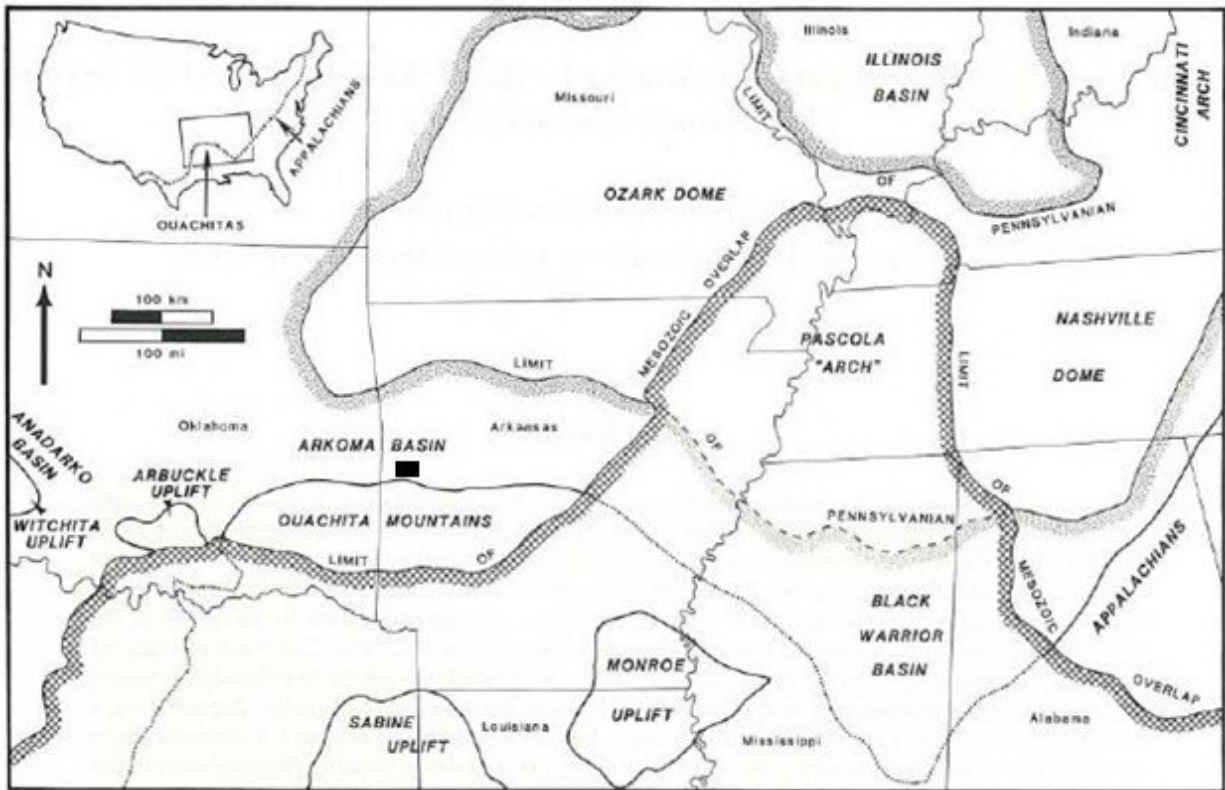 Illinois
Indiana
ILLINOIS
BASIN
CINCINNATI
ARCH
Missouri
LIMIT
OF
PENNSYLVANIAN
APPALACHIANS
OUACHITAS
OZARK DOME
N
100 km
100 mi
MESOZOIC
OVERLAP
PASCOLA
"ARCH"
LIMIT
NASHVILLE
DOME
LIMIT
Oklahoma
ARKOMA BASIN
Arkansas
OF
ANADARKO
BASIN
ARBUCKLE
UPLIFT
WITCHITA
UPLIFT
OUACHITA MOUNTAINS
LIMIT
OF
PENNSYLVANIAN
OF
MESOZOIC
OVERLAP
APPALACHIANS
BLACK
WARRIOR
BASIN
MONROE
UPLIFT
SABINE
UPLIFT
Louisiana
Mississippi
Alabama